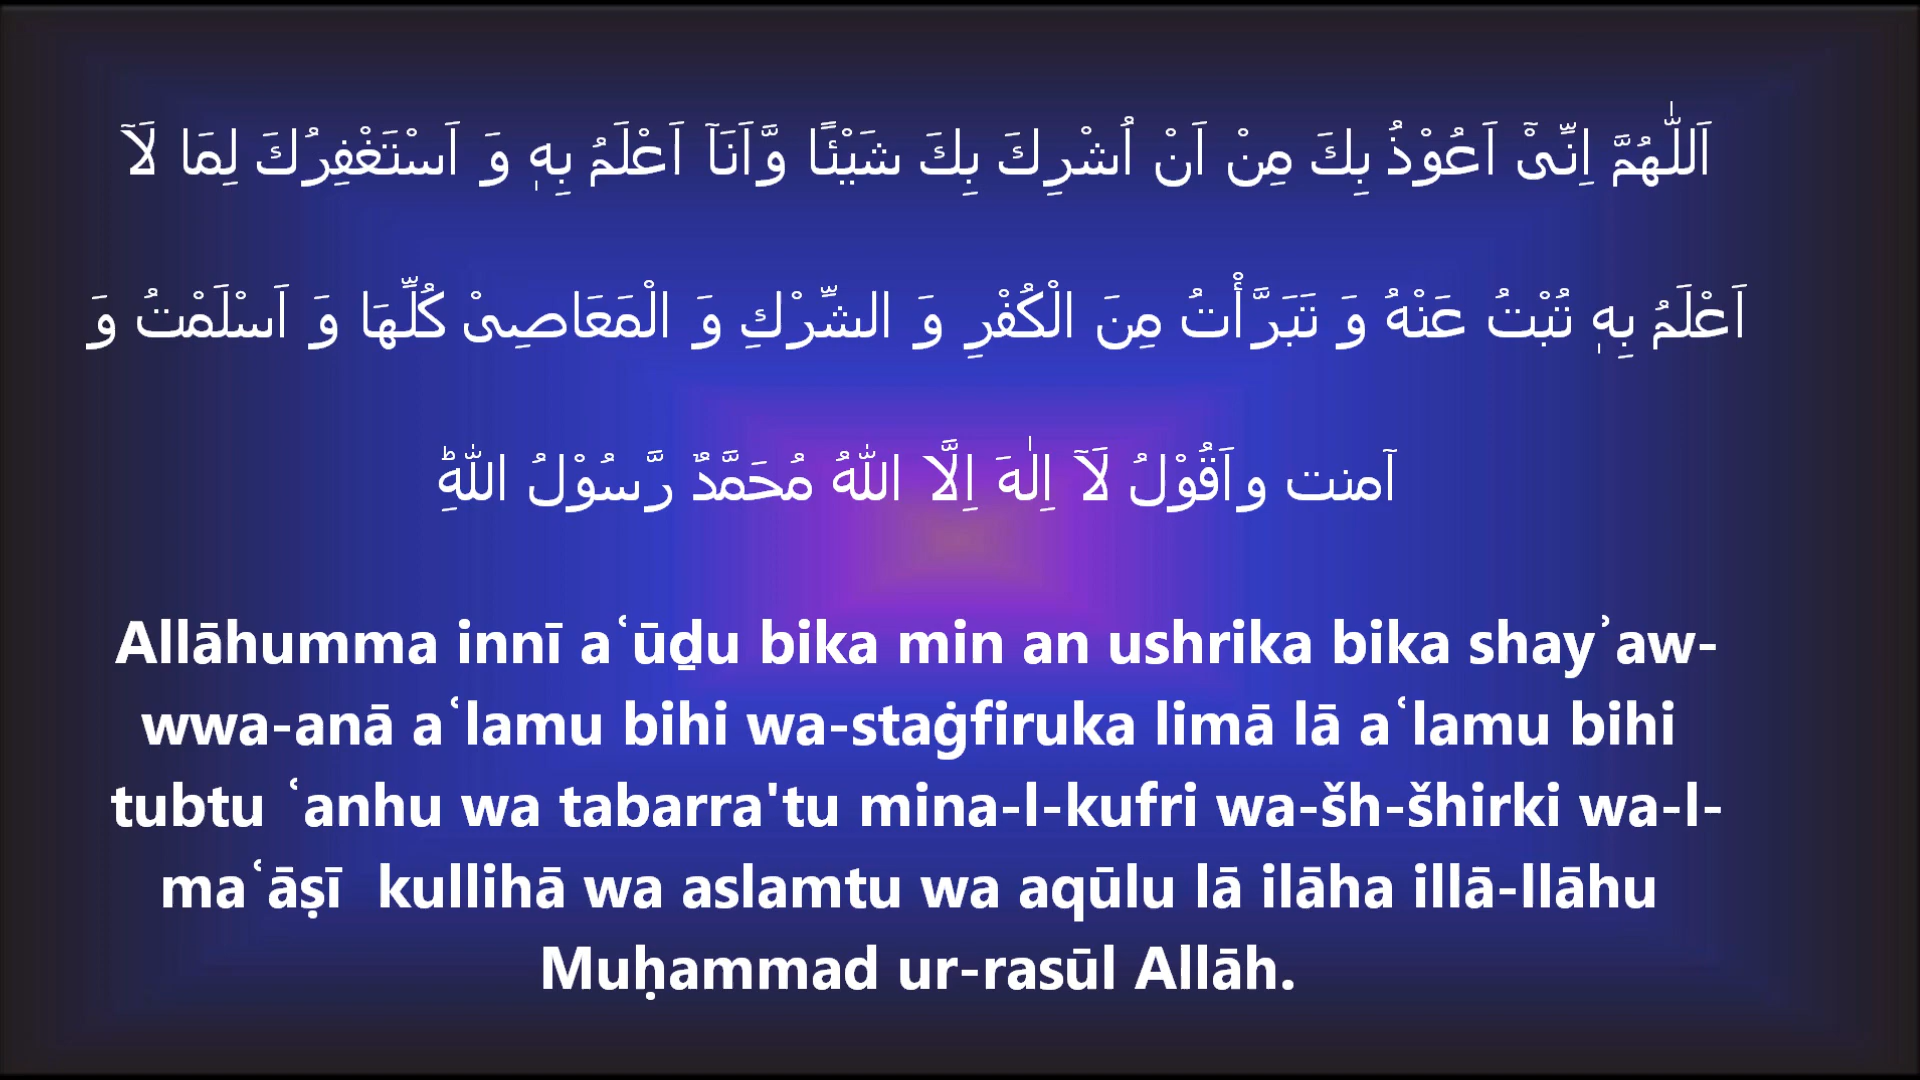 اَللّٰهُمَّ اِنِّیْٓ اَعُوْذُ بِكَ مِنْ اَنْ اُشْرِكَ بِكَ شَیْئًا وَّاَنَآ اَعْلَمُ بِهٖ وَ اَسْتَغْفِرُكَ لِمَا لَآ
اَعْلَمُ بِهٖ تُبْتُ عَنْهُ وَ تَبَرَّأْتُ مِنَ الْكُفْرِ وَ الشِّرْكِ وَ الْمَعَاصِیْ كُلِّهَا وَ اَسْلَمْتُ وَ
آمنت واَقُوْلُ لَآ اِلٰهَ اِلَّا اللّٰهُ مُحَمَّدٌ رَّسُوْلُ اللّٰهِؕ
Allāhumma innī aʿūḏu bika min an ushrika bika shayʾaw-
wwa-anā aʿlamu bihi wa-staġfiruka limā lā aʿlamu bihi
tubtu ʿanhu wa tabarra'tu mina-l-kufri wa-šh-šhirki wa-l-
maʿāṣī kullihā wa aslamtu wa aqūlu lā ilāha illā-llāhu
Muḥammad ur-rasūl Allāh.